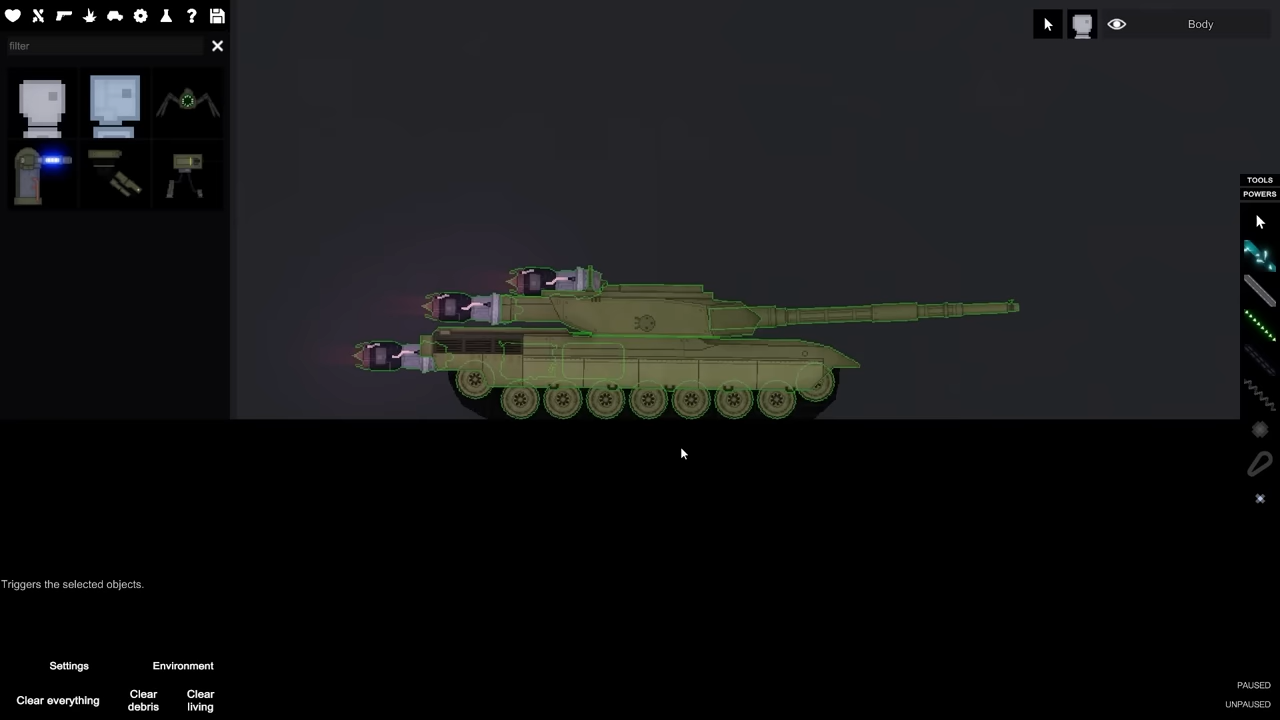 filter
Body
TOOLS
POWERS
Triggers the selected objects.
Settings
Environment
Clear everything
Clear
debris
Clear
living
PAUSED
UNPAUSED